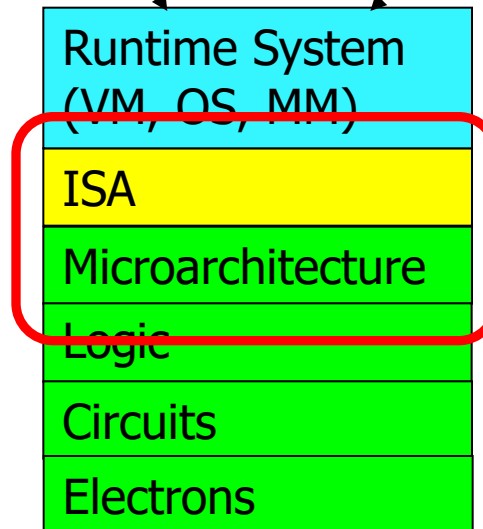 Runtime System
(VM, OS, MM)
ISA
Microarchitecture
Logic
Circuits
Electrons